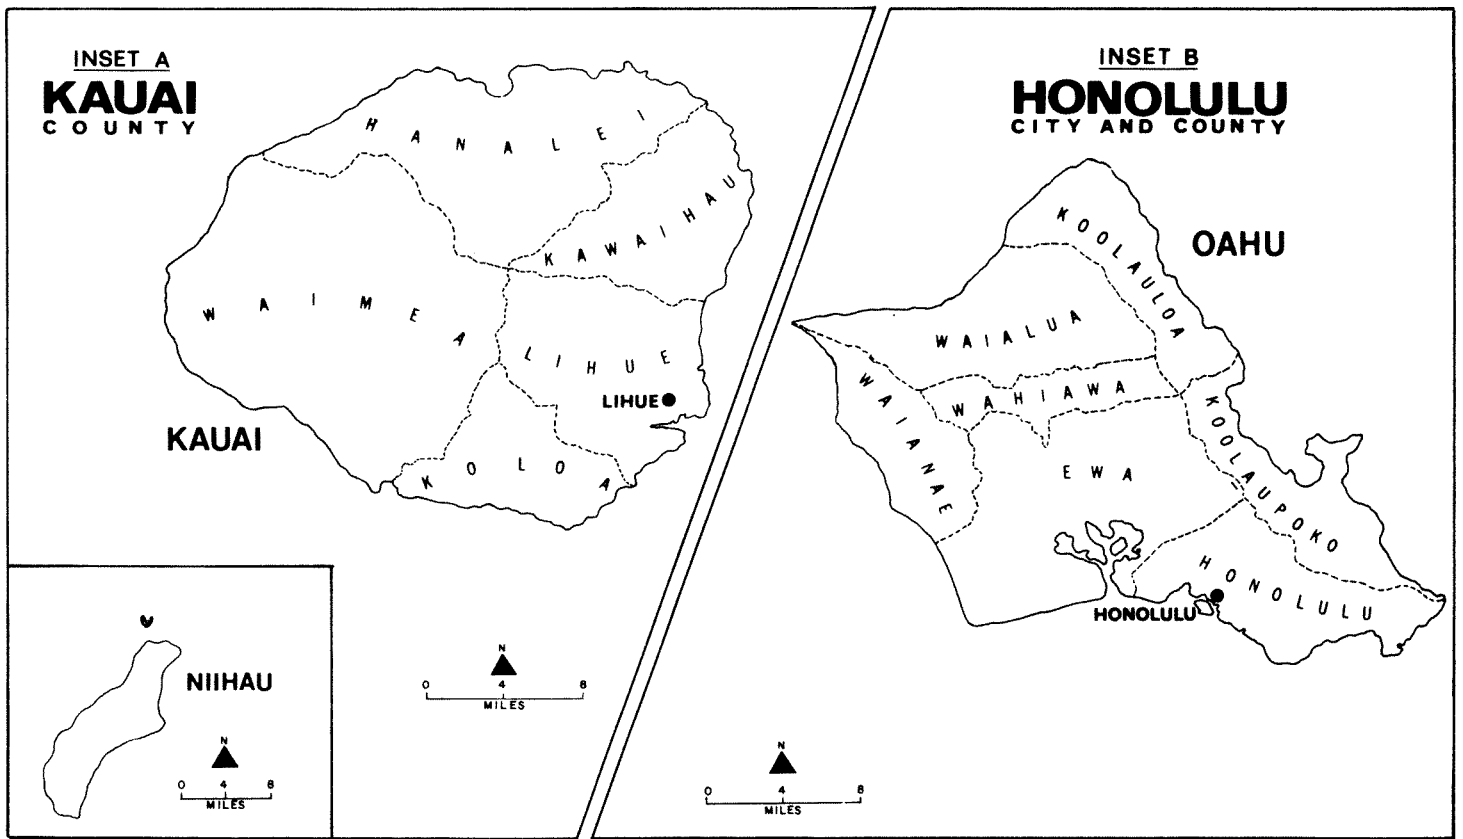 INSET A
KAUAI
COUNTY
HANALEI
KAWAIHAU
WAIMEA
LIHUE
LIHUE
KAUAI
KOLOA
N
0 4 8
MILES
NIIHAU
N
0 4 8
MILES
INSET B
HONOLULU
CITY AND COUNTY
OAHU
KOOLAULOA
WAIALUA
WAHIAWA
WAIANAE
KOOLAUPOKO
EWA
HONOLULU
HONOLULU
N
0 4 8
MILES